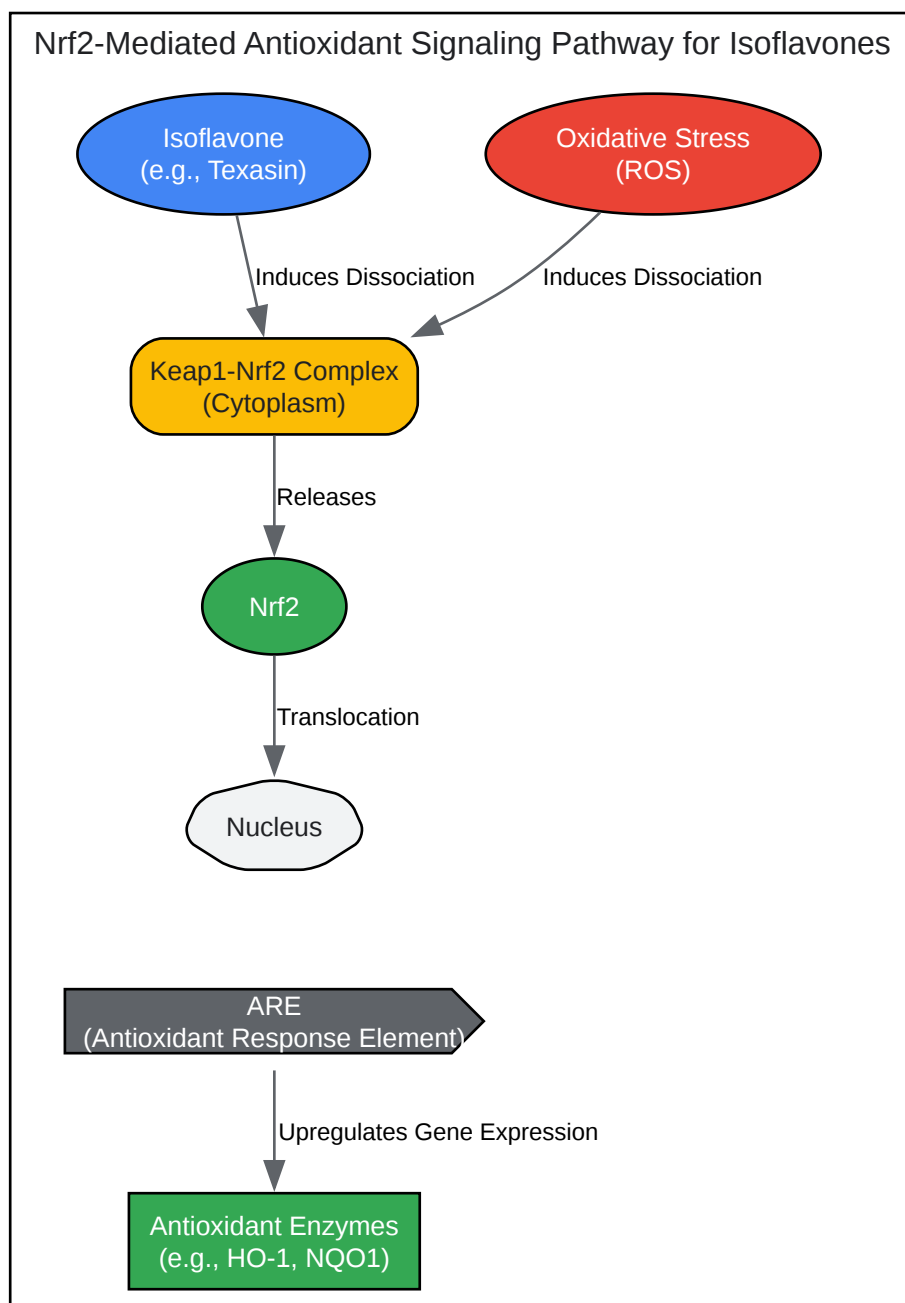 Nrf2-Mediated Antioxidant Signaling Pathway for Isoflavones
Isoflavone
(e.g., Texasin)
Oxidative Stress
(ROS)
Induces Dissociation
Induces Dissociation
Keap1-Nrf2 Complex
(Cytoplasm)
Releases
Nrf2
Translocation
Nucleus
ARE
(Antioxidant Response Element)
Upregulates Gene Expression
Antioxidant Enzymes
(e.g., HO-1, NQO1)